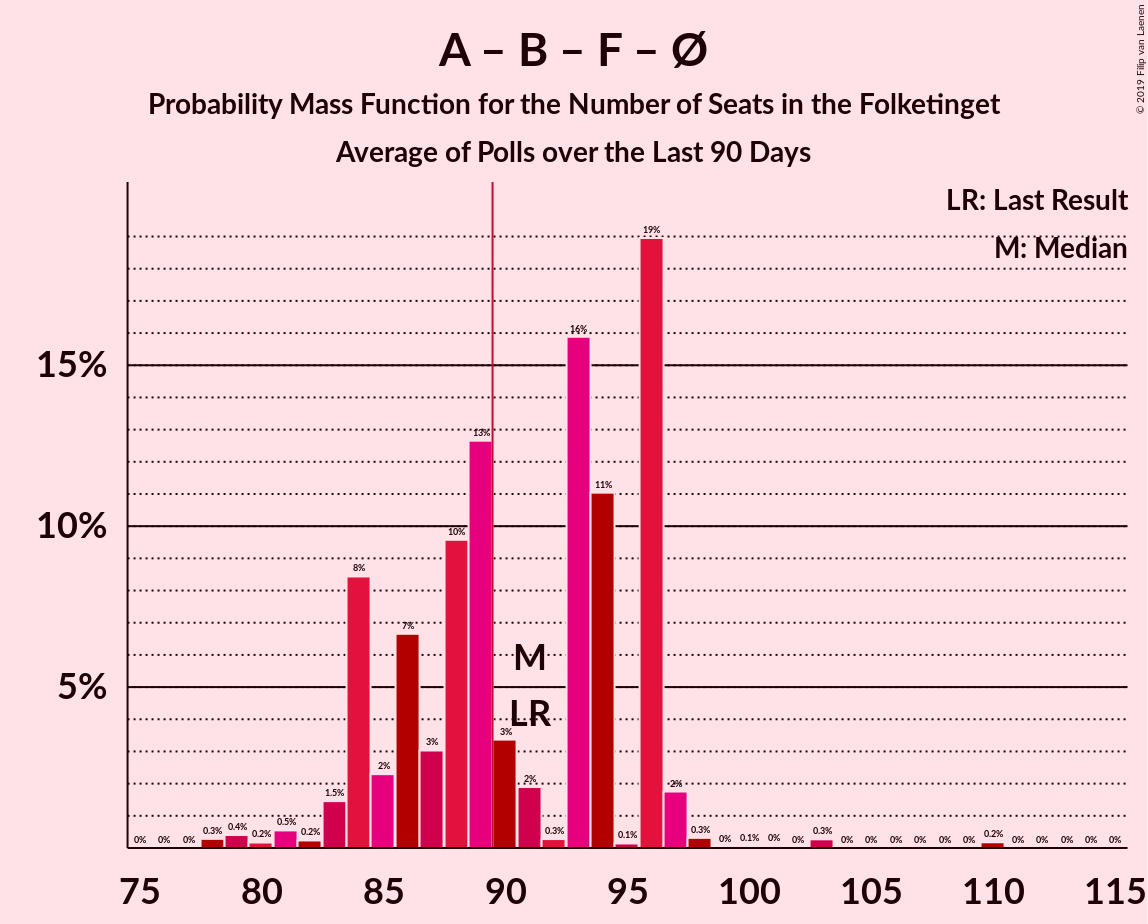 A – B – F – Ø
Probability Mass Function for the Number of Seats in the Folketinget
Average of Polls over the Last 90 Days
© 2019 Filip van Laenen
LR: Last Result
M: Median
15%
10%
5%
0% 0% 0% 0.3% 0.4% 0.2% 0.5% 0.2% 1.5% 8% 2% 7% 3% 10% 13% 3% 2% 0.3% 16% 11% 0.1% 19% 2% 0.3% 0% 0.1% 0% 0% 0.3% 0% 0% 0% 0% 0% 0% 0.2% 0% 0% 0% 0% 0%
M
LR
75 80 85 90 95 100 105 110 115